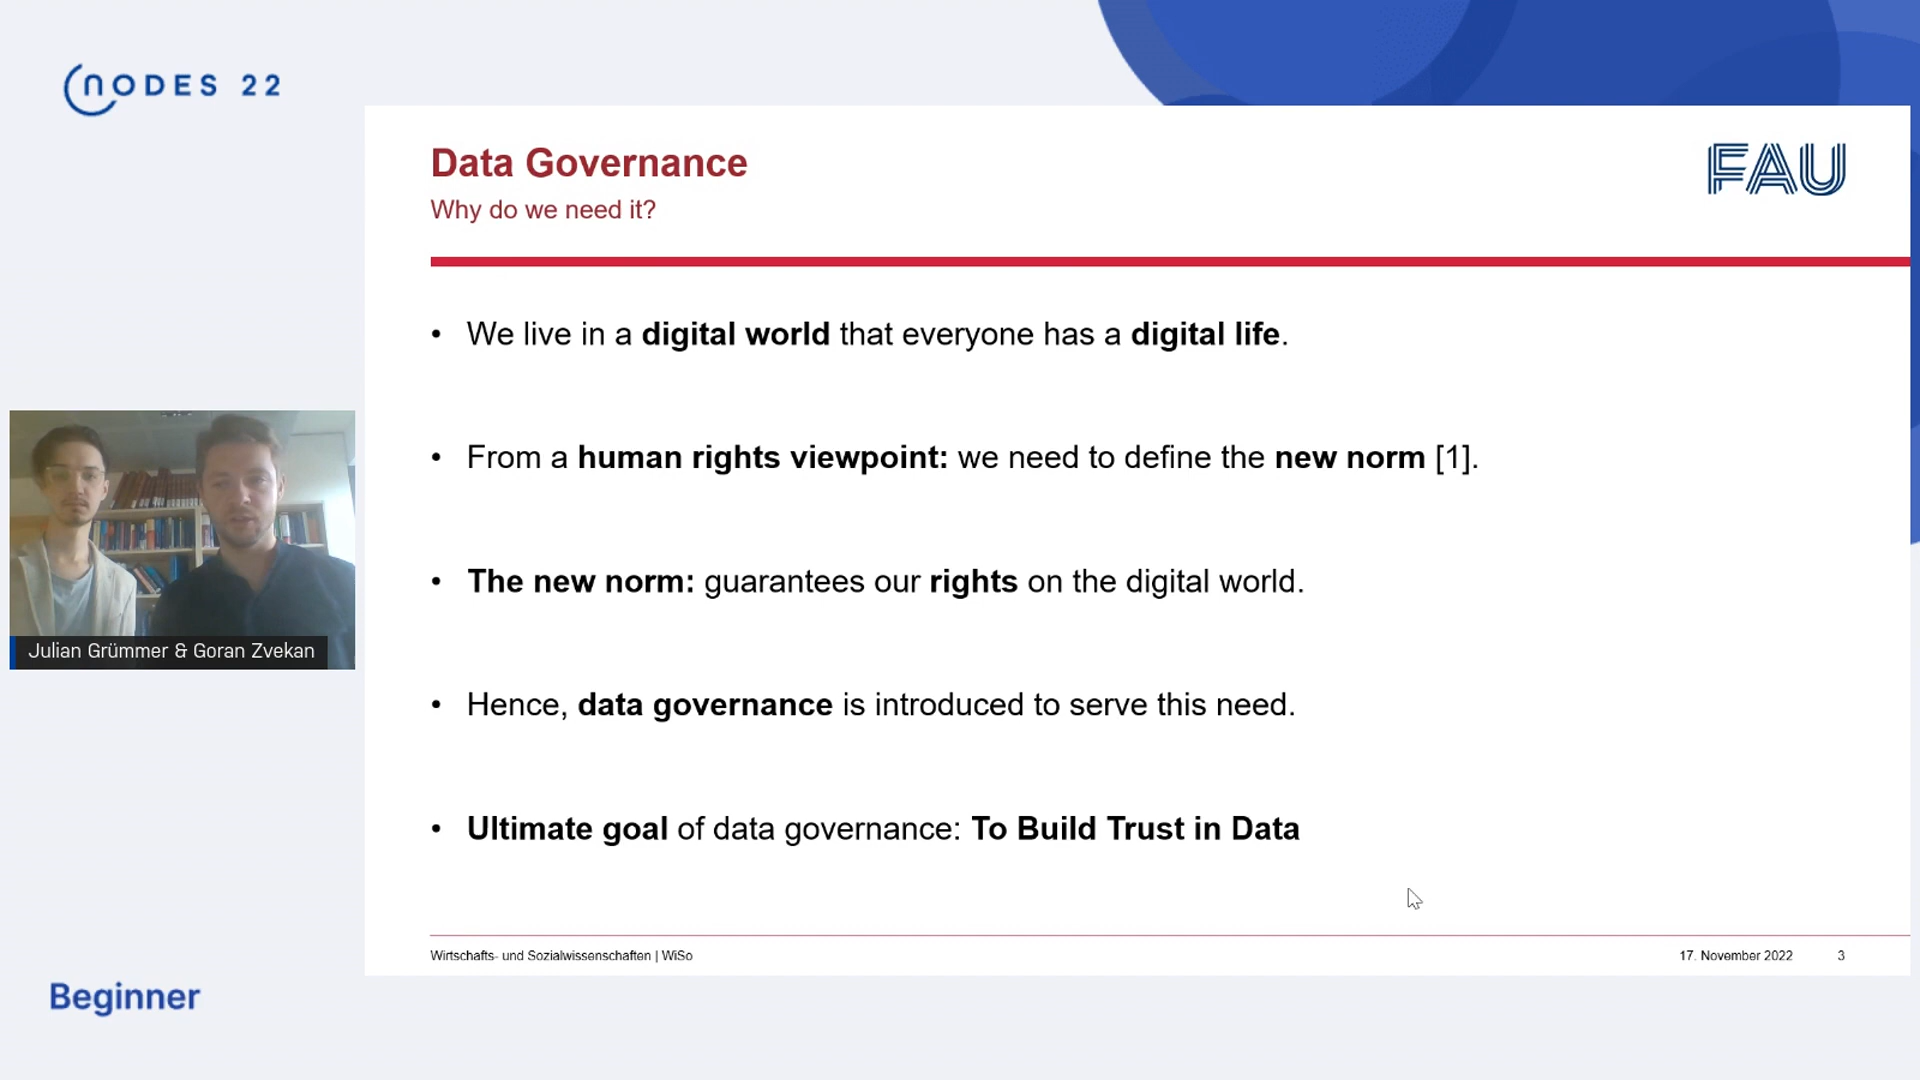 NODES 22
Data Governance
FAU
Why do we need it?
• We live in a digital world that everyone has a digital life.
• From a human rights viewpoint: we need to define the new norm [1].
• The new norm: guarantees our rights on the digital world.
• Hence, data governance is introduced to serve this need.
• Ultimate goal of data governance: To Build Trust in Data
Julian Grümmer & Goran Zvekan
Wirtschafts- und Sozialwissenschaften | WiSo
17. November 2022 3
Beginner